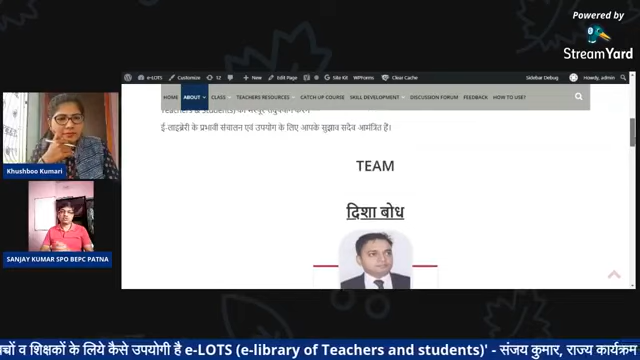 Powered by
StreamYard
e-LOTS Customize 12 New Edit Page Site Kit WPForms Clear Cache Sidebar Debug Howdy, admin
HOME ABOUT CLASS TEACHERS RESOURCES CATCH UP COURSE SKILL DEVELOPMENT DISCUSSION FORUM FEEDBACK HOW TO USE?
ई-लाइब्रेरी के प्रभावी संचालन एवं उपयोग के लिए आपके सुझाव सदैव आमंत्रित हैं।
TEAM
दिशा बोध
Khushboo Kumari
SANJAY KUMAR SPO BEPC PATNA
व शिक्षकों के लिये कैसे उपयोगी है e-LOTS (e-library of Teachers and students)' - संजय कुमार, राज्य कार्यक्रम